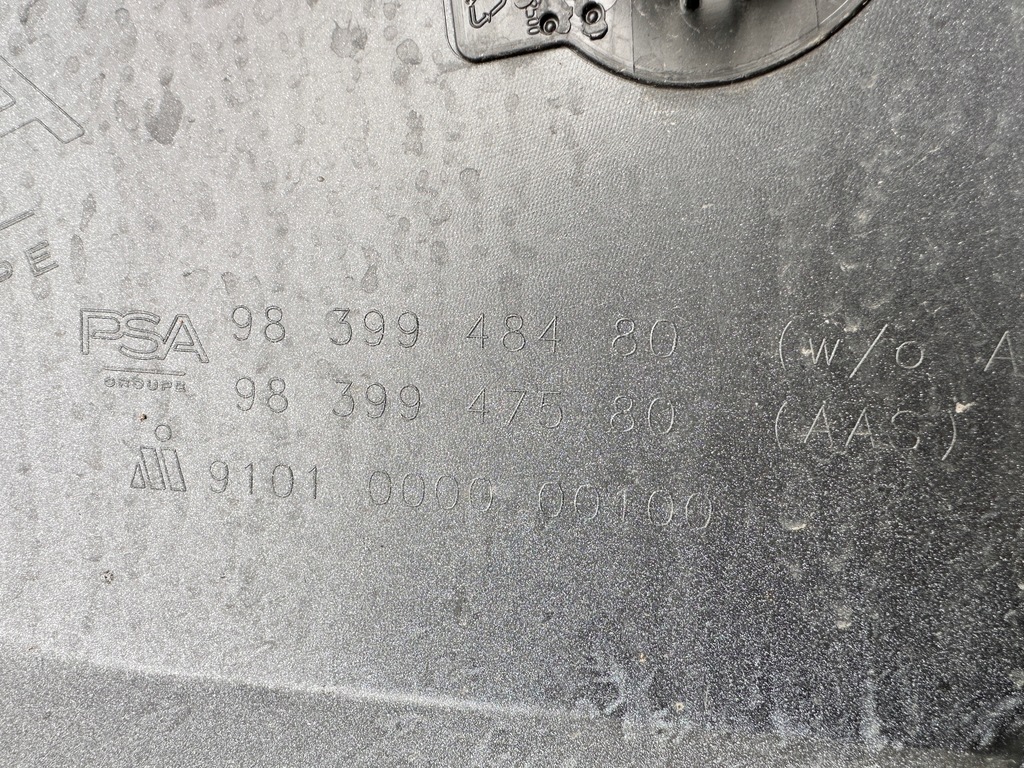 PSA 98 399 484 80 (w/o A
GROUPE
98 399 475 80 (AAS)
9101 0000 00100